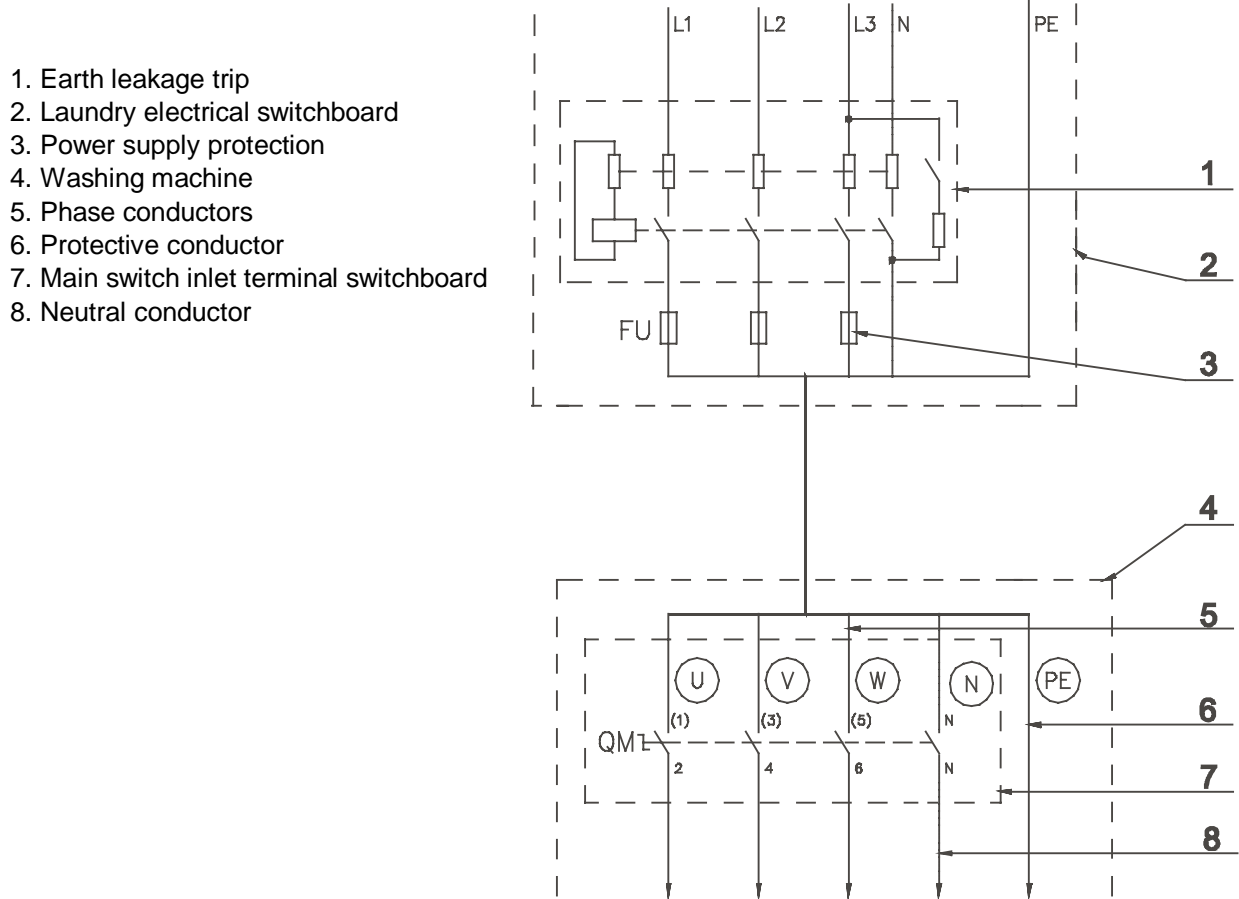 1. Earth leakage trip
2. Laundry electrical switchboard
3. Power supply protection
4. Washing machine
5. Phase conductors
6. Protective conductor
7. Main switch inlet terminal switchboard
8. Neutral conductor
L1 L2 L3 N PE
1
2
FU
3
4
5
U V W N PE
6
(1) (3) (5) N
QM
7
2 4 6 N
8